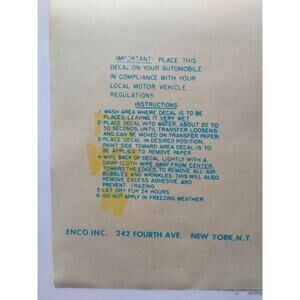 IMPORTANT: PLACE THIS
DECAL ON YOUR AUTOMOBILE
IN COMPLIANCE WITH YOUR
LOCAL MOTOR VEHICLE
REGULATIONS
INSTRUCTIONS
1-WASH AREA WHERE DECAL IS TO BE
PLACED, LEAVING IT VERY WET
2-PLACE DECAL INTO WATER, ABOUT 20 TO
30 SECONDS, UNTIL TRANSFER LOOSENS
AND CAN BE MOVED ON TRANSFER PAPER
3-PLACE DECAL IN DESIRED POSITION,
PAINT SIDE TOWARD AREA DECAL IS TO
BE APPLIED TO REMOVE PAPER
4-WIPE BACK OF DECAL LIGHTLY WITH A
DAMP CLOTH. WIPE AWAY FROM CENTER,
TOWARD THE EDGES, TO REMOVE ALL AIR
BUBBLES AND WRINKLES. THIS WILL ALSO
REMOVE EXCESS ADHESIVE AND
PREVENT CRAZING
5-LET DRY FOR 24 HOURS
6-DO NOT APPLY IN FREEZING WEATHER.
ENCO INC. 242 FOURTH AVE. NEW YORK, N.Y.